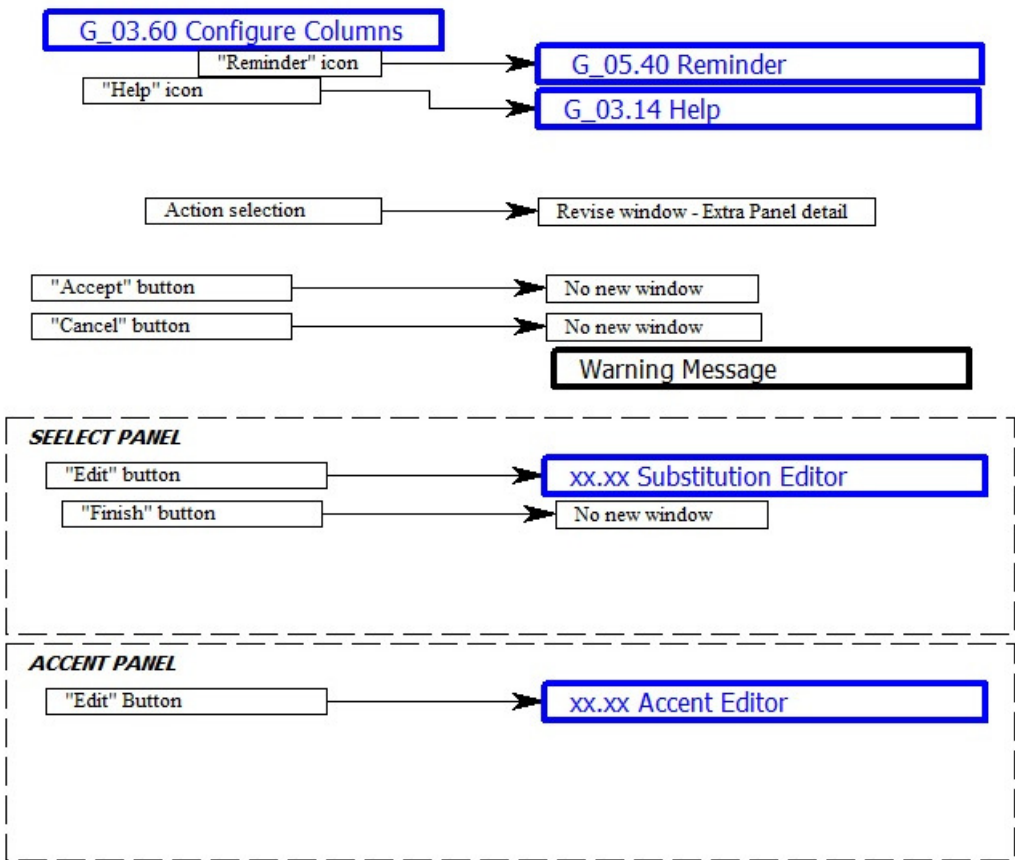 G_03.60 Configure Columns
"Reminder" icon
G_05.40 Reminder
"Help" icon
G_03.14 Help
Action selection
Revise window - Extra Panel detail
"Accept" button
No new window
"Cancel" button
No new window
Warning Message
SEELECT PANEL
"Edit" button
xx.xx Substitution Editor
"Finish" button
No new window
ACCENT PANEL
"Edit" Button
xx.xx Accent Editor